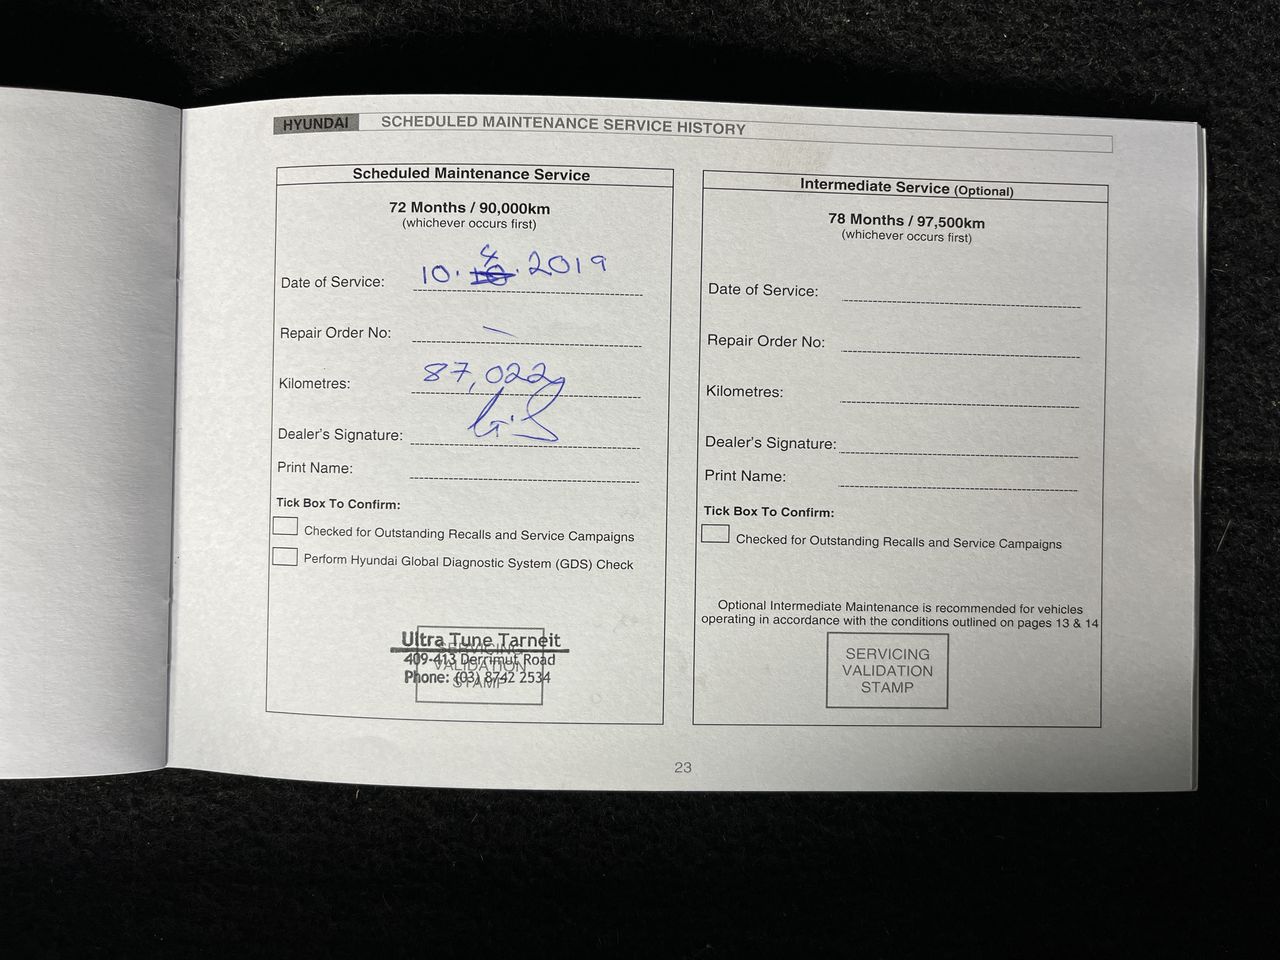 HYUNDAI SCHEDULED MAINTENANCE SERVICE HISTORY
Scheduled Maintenance Service
72 Months / 90,000km
(whichever occurs first)
Date of Service: 10. 4 . 2019
Repair Order No: —
Kilometres: 87,022
Dealer's Signature:
Print Name:
Tick Box To Confirm:
Checked for Outstanding Recalls and Service Campaigns
Perform Hyundai Global Diagnostic System (GDS) Check
Ultra Tune Tarneit
409-413 Derrimut Road
Phone: (03) 8742 2534
SERVICING
VALIDATION
STAMP
Intermediate Service (Optional)
78 Months / 97,500km
(whichever occurs first)
Date of Service:
Repair Order No:
Kilometres:
Dealer's Signature:
Print Name:
Tick Box To Confirm:
Checked for Outstanding Recalls and Service Campaigns
Optional Intermediate Maintenance is recommended for vehicles
operating in accordance with the conditions outlined on pages 13 & 14
SERVICING
VALIDATION
STAMP
23